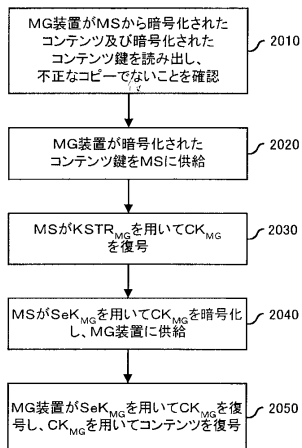 MG装置がMSから暗号化された
コンテンツ及び暗号化された
コンテンツ鍵を読み出し、
不正なコピーでないことを確認
2010
MG装置が暗号化された
コンテンツ鍵をMSに供給
2020
MSがKSTRMGを用いてCKMG
を復号
2030
MSがSeKMGを用いてCKMGを暗号化
し、MG装置に供給
2040
MG装置がSeKMGを用いてCKMGを復
号し、CKMGを用いてコンテンツを復号
2050